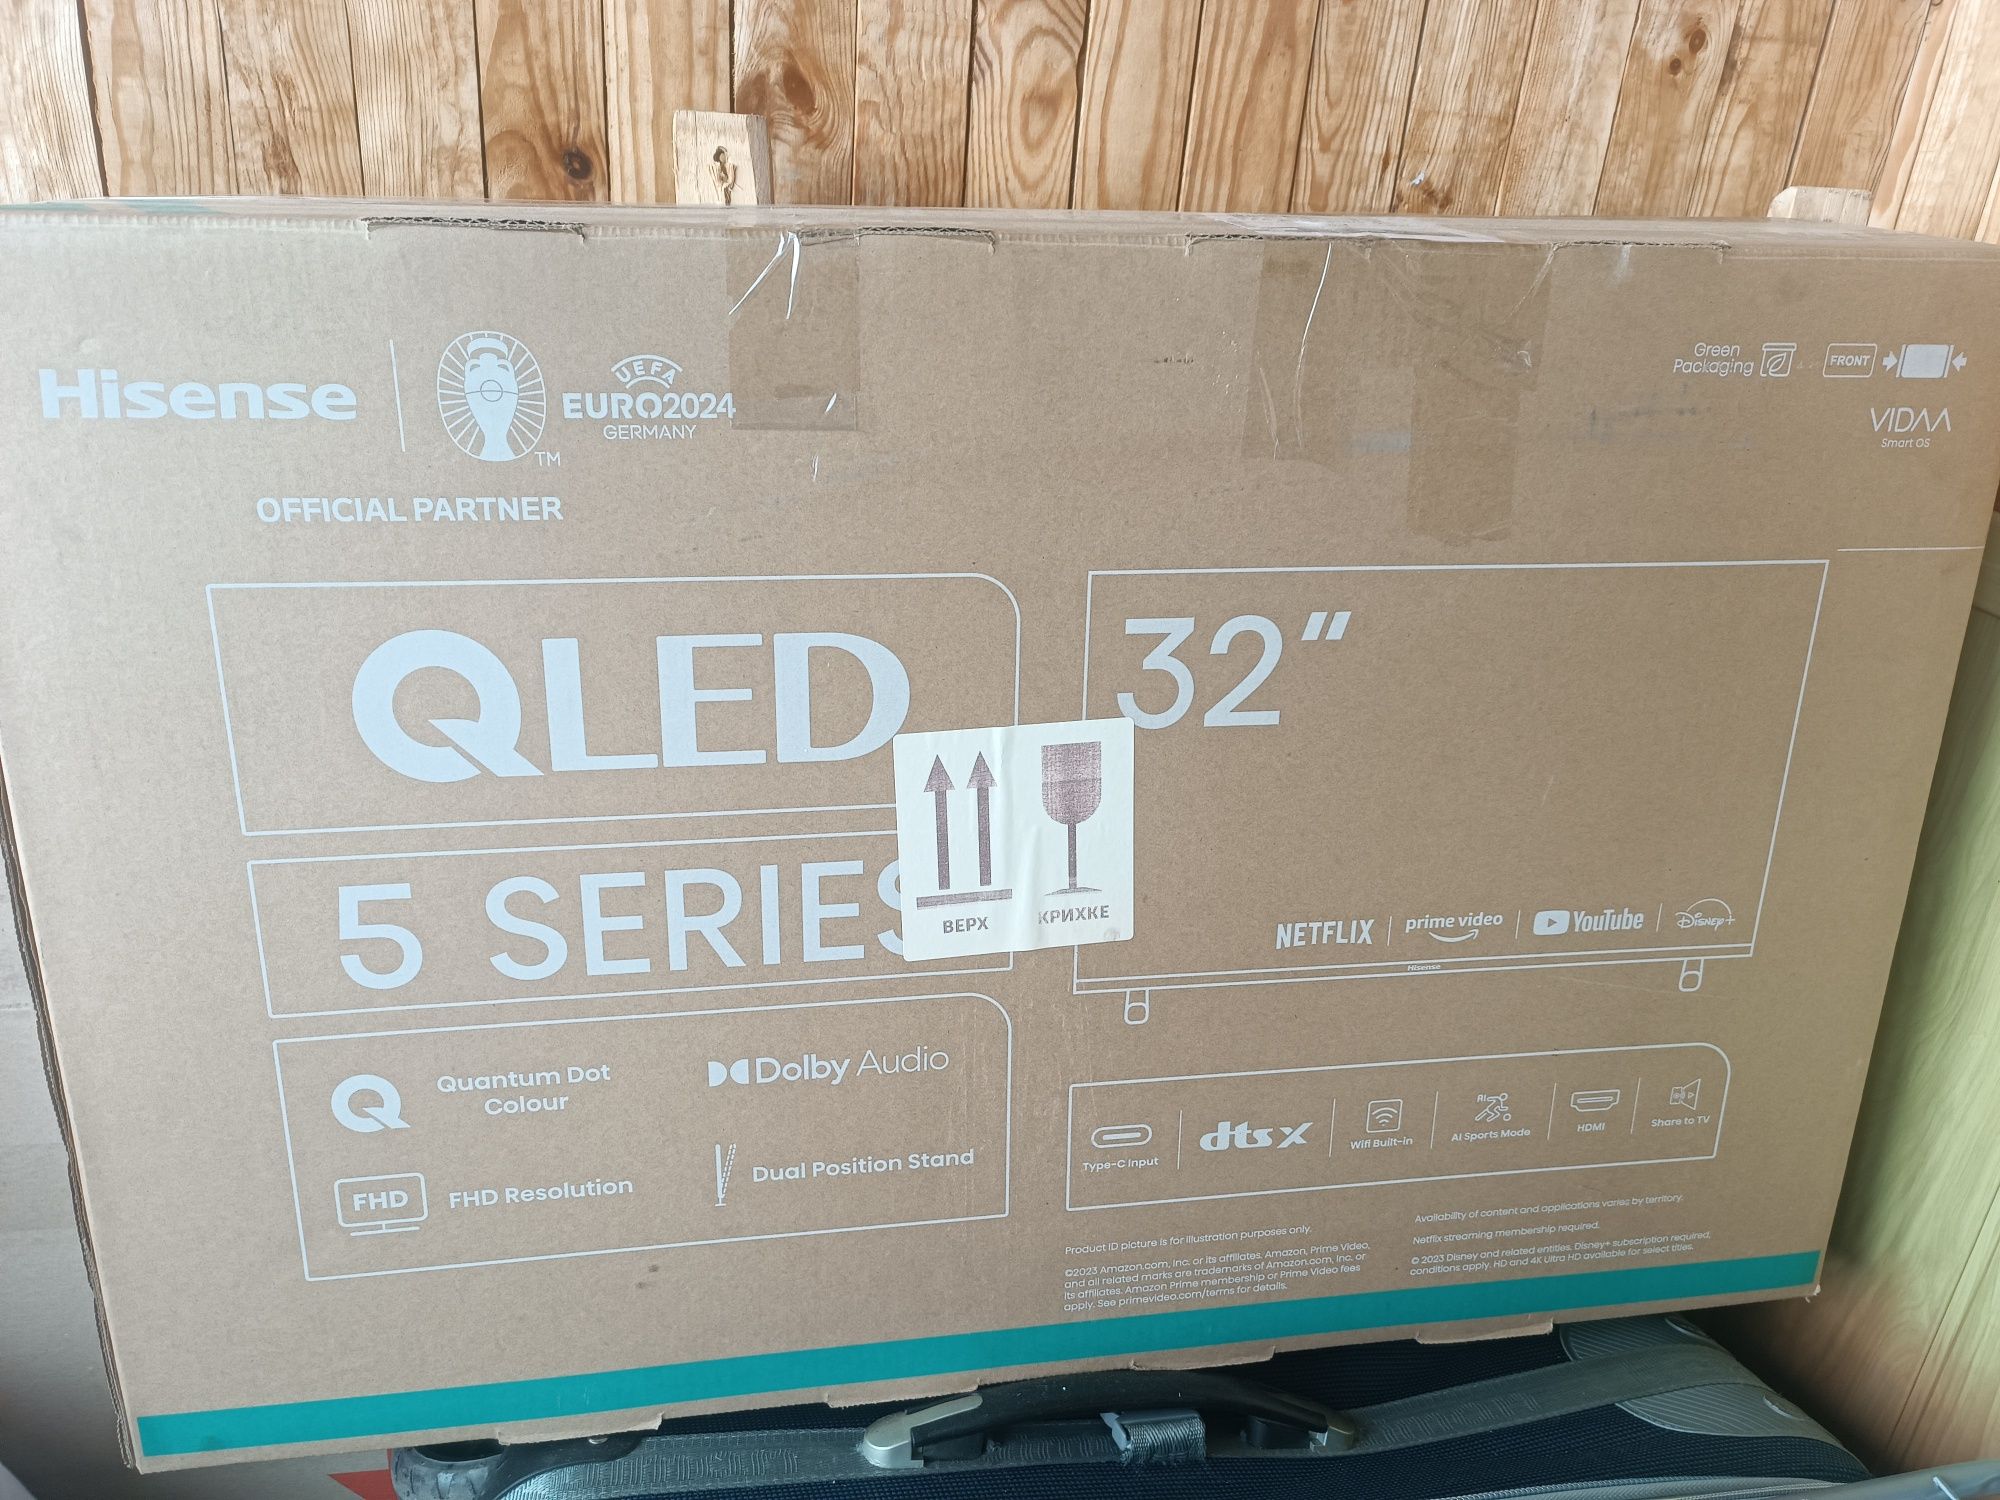 Hisense
UEFA
EURO2024
GERMANY
TM
OFFICIAL PARTNER
Green
Packaging
FRONT
VIDAA
Smart OS
QLED
5 SERIES
32"
ВЕРХ
КРИХКЕ
NETFLIX
prime video
YouTube
Disney+
Hisense
Quantum Dot
Colour
Dolby Audio
FHD
FHD Resolution
Dual Position Stand
Type-C Input
dts X
Wifi Built-in
AI
AI Sports Mode
HDMI
Share to TV
Product ID picture is for illustration purposes only.
©2023 Amazon.com, Inc. or its affiliates. Amazon, Prime Video,
and all related marks are trademarks of Amazon.com, Inc. or
its affiliates. Amazon Prime membership or Prime Video fees
apply. See primevideo.com/terms for details.
Availability of content and applications varies by territory.
Netflix streaming membership required.
© 2023 Disney and related entities. Disney+ subscription required,
conditions apply. HD and 4K Ultra HD available for select titles.